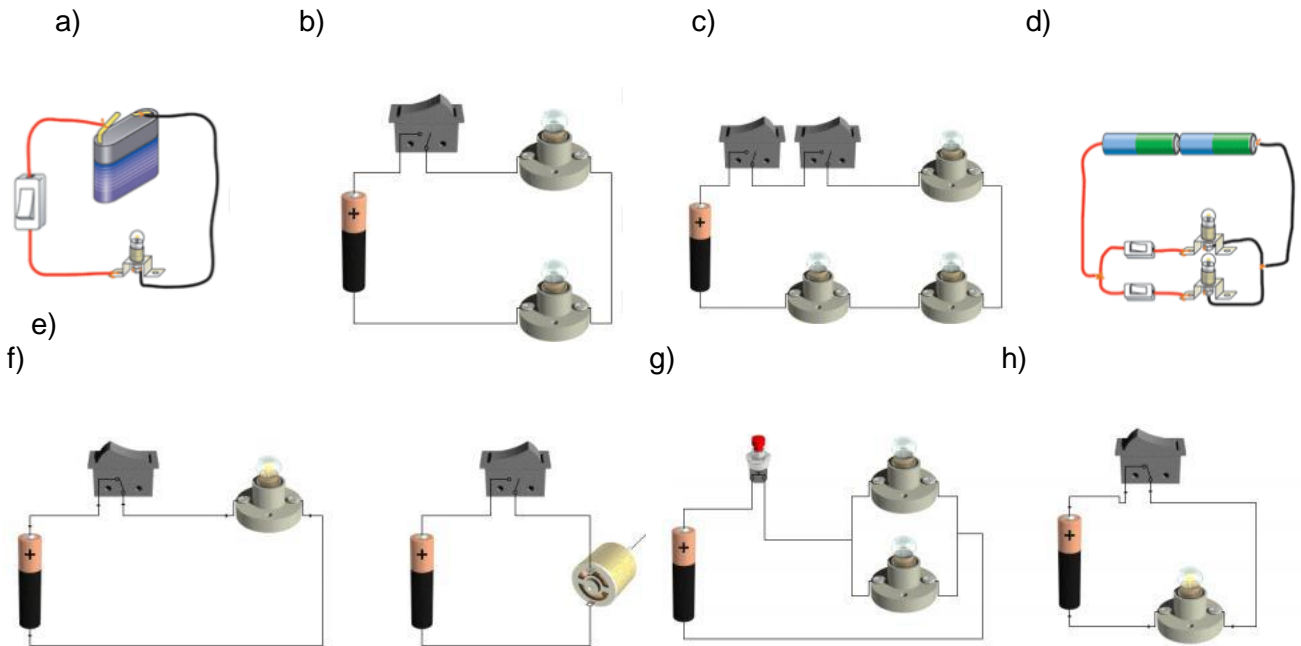 a) b) c) d)
e)
f) g) h)
+
+
+
+
+
+